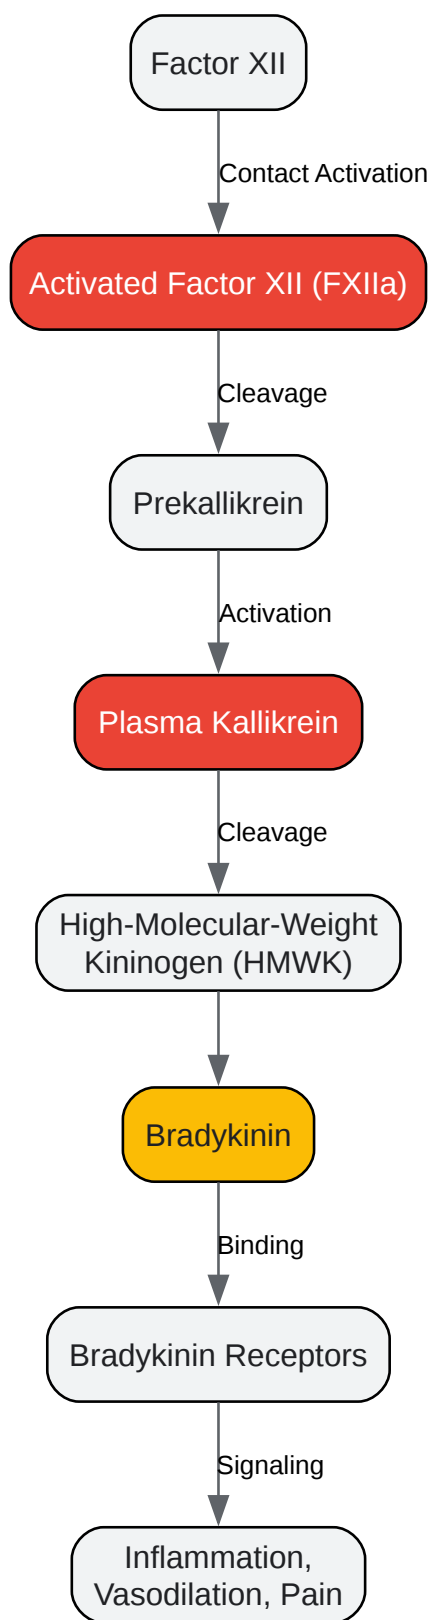 Factor XII
Contact Activation
Activated Factor XII (FXIIa)
Cleavage
Prekallikrein
Activation
Plasma Kallikrein
Cleavage
High-Molecular-Weight
Kininogen (HMWK)
Bradykinin
Binding
Bradykinin Receptors
Signaling
Inflammation,
Vasodilation, Pain